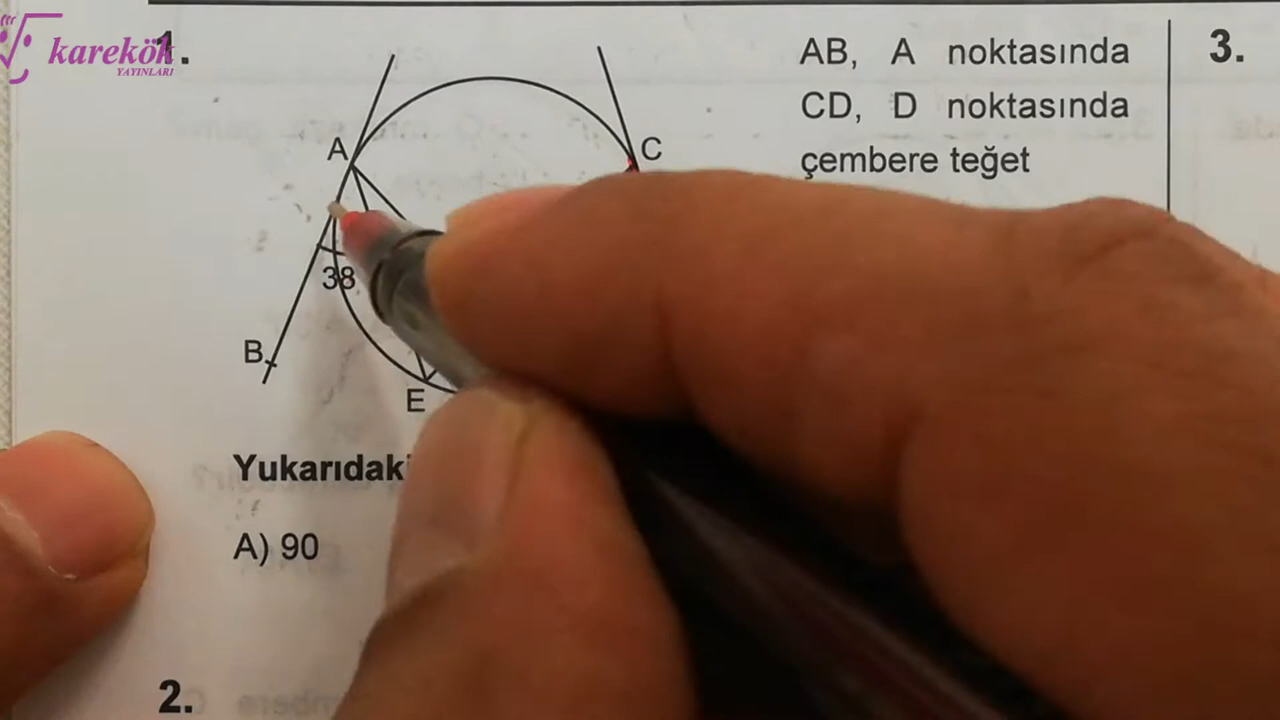 karekök
YAYINLARI
1.
AB, A noktasında
CD, D noktasında
çembere teğet
3.
A
C
38
B
E
Yukarıdaki
A) 90
2.